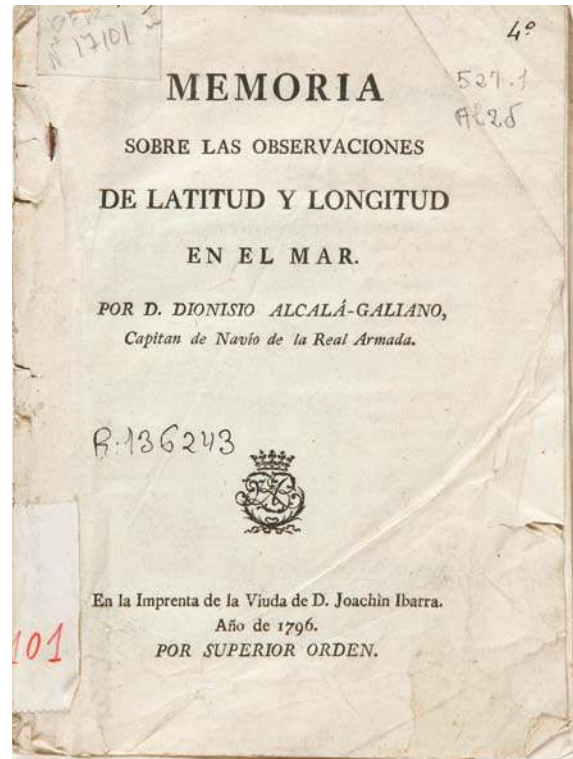 17101
4º
527.1
MEMORIA
SOBRE LAS OBSERVACIONES
DE LATITUD Y LONGITUD
EN EL MAR.
POR D. DIONISIO ALCALÁ-GALIANO,
Capitan de Navío de la Real Armada.
R:136243
En la Imprenta de la Viuda de D. Joachîn Ibarra.
Año de 1796.
POR SUPERIOR ORDEN.
101